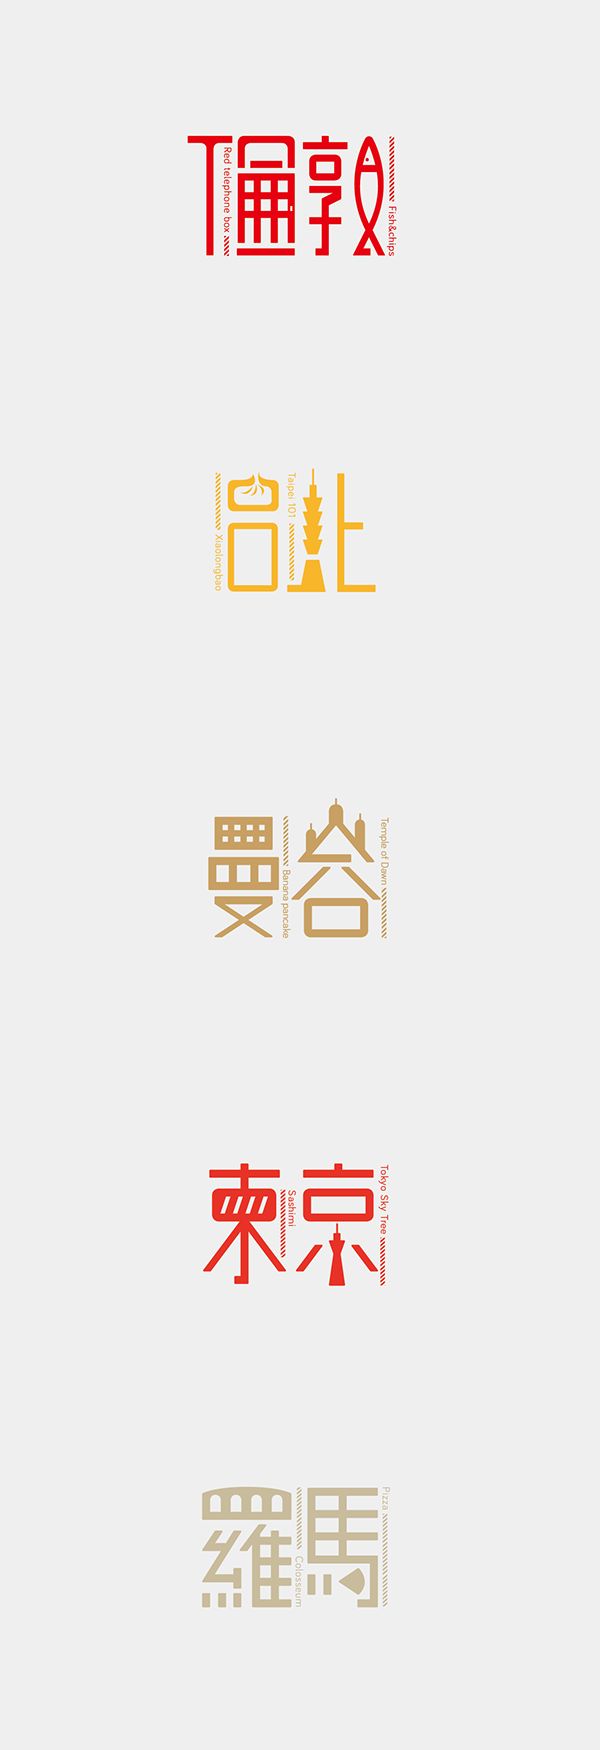 倫敦
Red telephone box
Fish&chips
台北
Xiaolongbao
Taipei 101
曼谷
Banana pancake
Temple of Dawn
東京
Sashimi
Tokyo Sky Tree
羅馬
Colosseum
Pizza